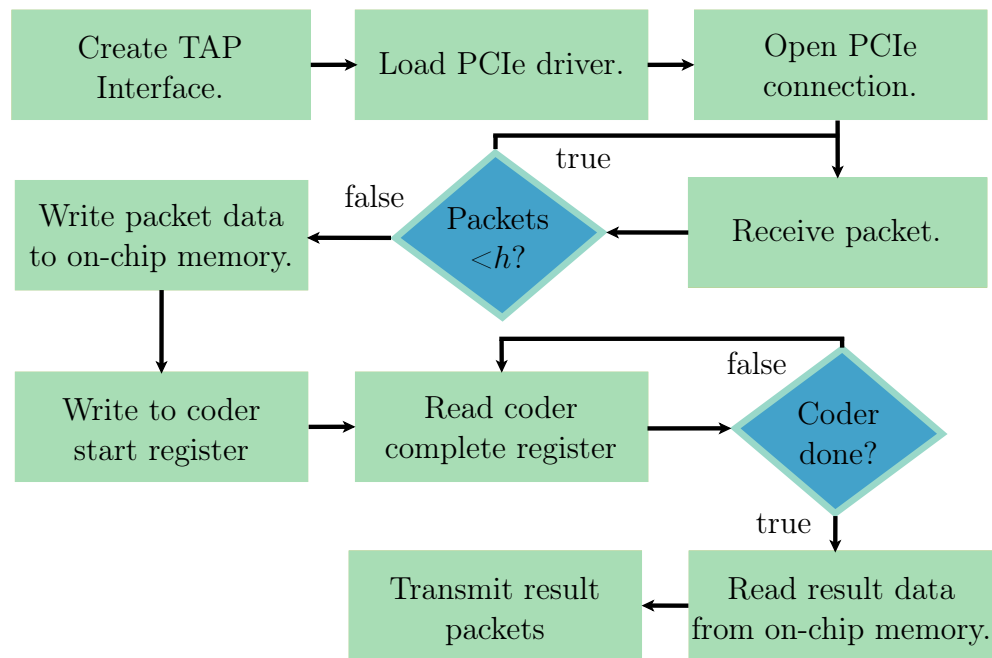 Create TAP
Interface.
Load PCIe driver.
Open PCIe
connection.
true
false
Write packet data
to on-chip memory.
Packets
<h?
Receive packet.
false
Write to coder
start register
Read coder
complete register
Coder
done?
true
Transmit result
packets
Read result data
from on-chip memory.